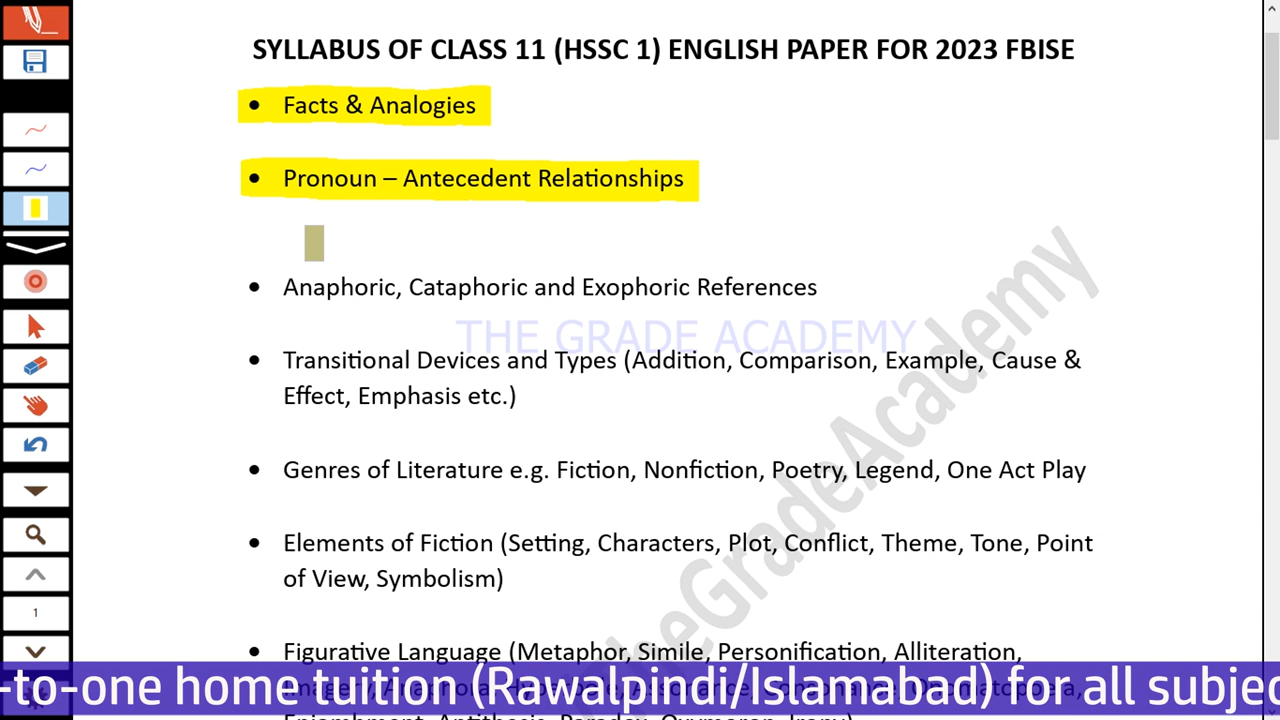 SYLLABUS OF CLASS 11 (HSSC 1) ENGLISH PAPER FOR 2023 FBISE
• Facts & Analogies
• Pronoun – Antecedent Relationships
• Anaphoric, Cataphoric and Exophoric References
THE GRADE ACADEMY
• Transitional Devices and Types (Addition, Comparison, Example, Cause &
Effect, Emphasis etc.)
• Genres of Literature e.g. Fiction, Nonfiction, Poetry, Legend, One Act Play
• Elements of Fiction (Setting, Characters, Plot, Conflict, Theme, Tone, Point
of View, Symbolism)
TheGradeAcademy
• Figurative Language (Metaphor, Simile, Personification, Alliteration,
-to-one home tuition (Rawalpindi/Islamabad) for all subjec
1